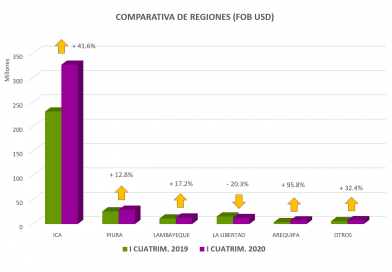 COMPARATIVA DE REGIONES (FOB USD)
Millones
350
300
250
200
150
100
50
0
+ 41.6%
+ 12.8%
+ 17.2%
- 20.3%
+ 95.8%
+ 32.4%
ICA
PIURA
LAMBAYEQUE
LA LIBERTAD
AREQUIPA
OTROS
I CUATRIM. 2019
I CUATRIM. 2020